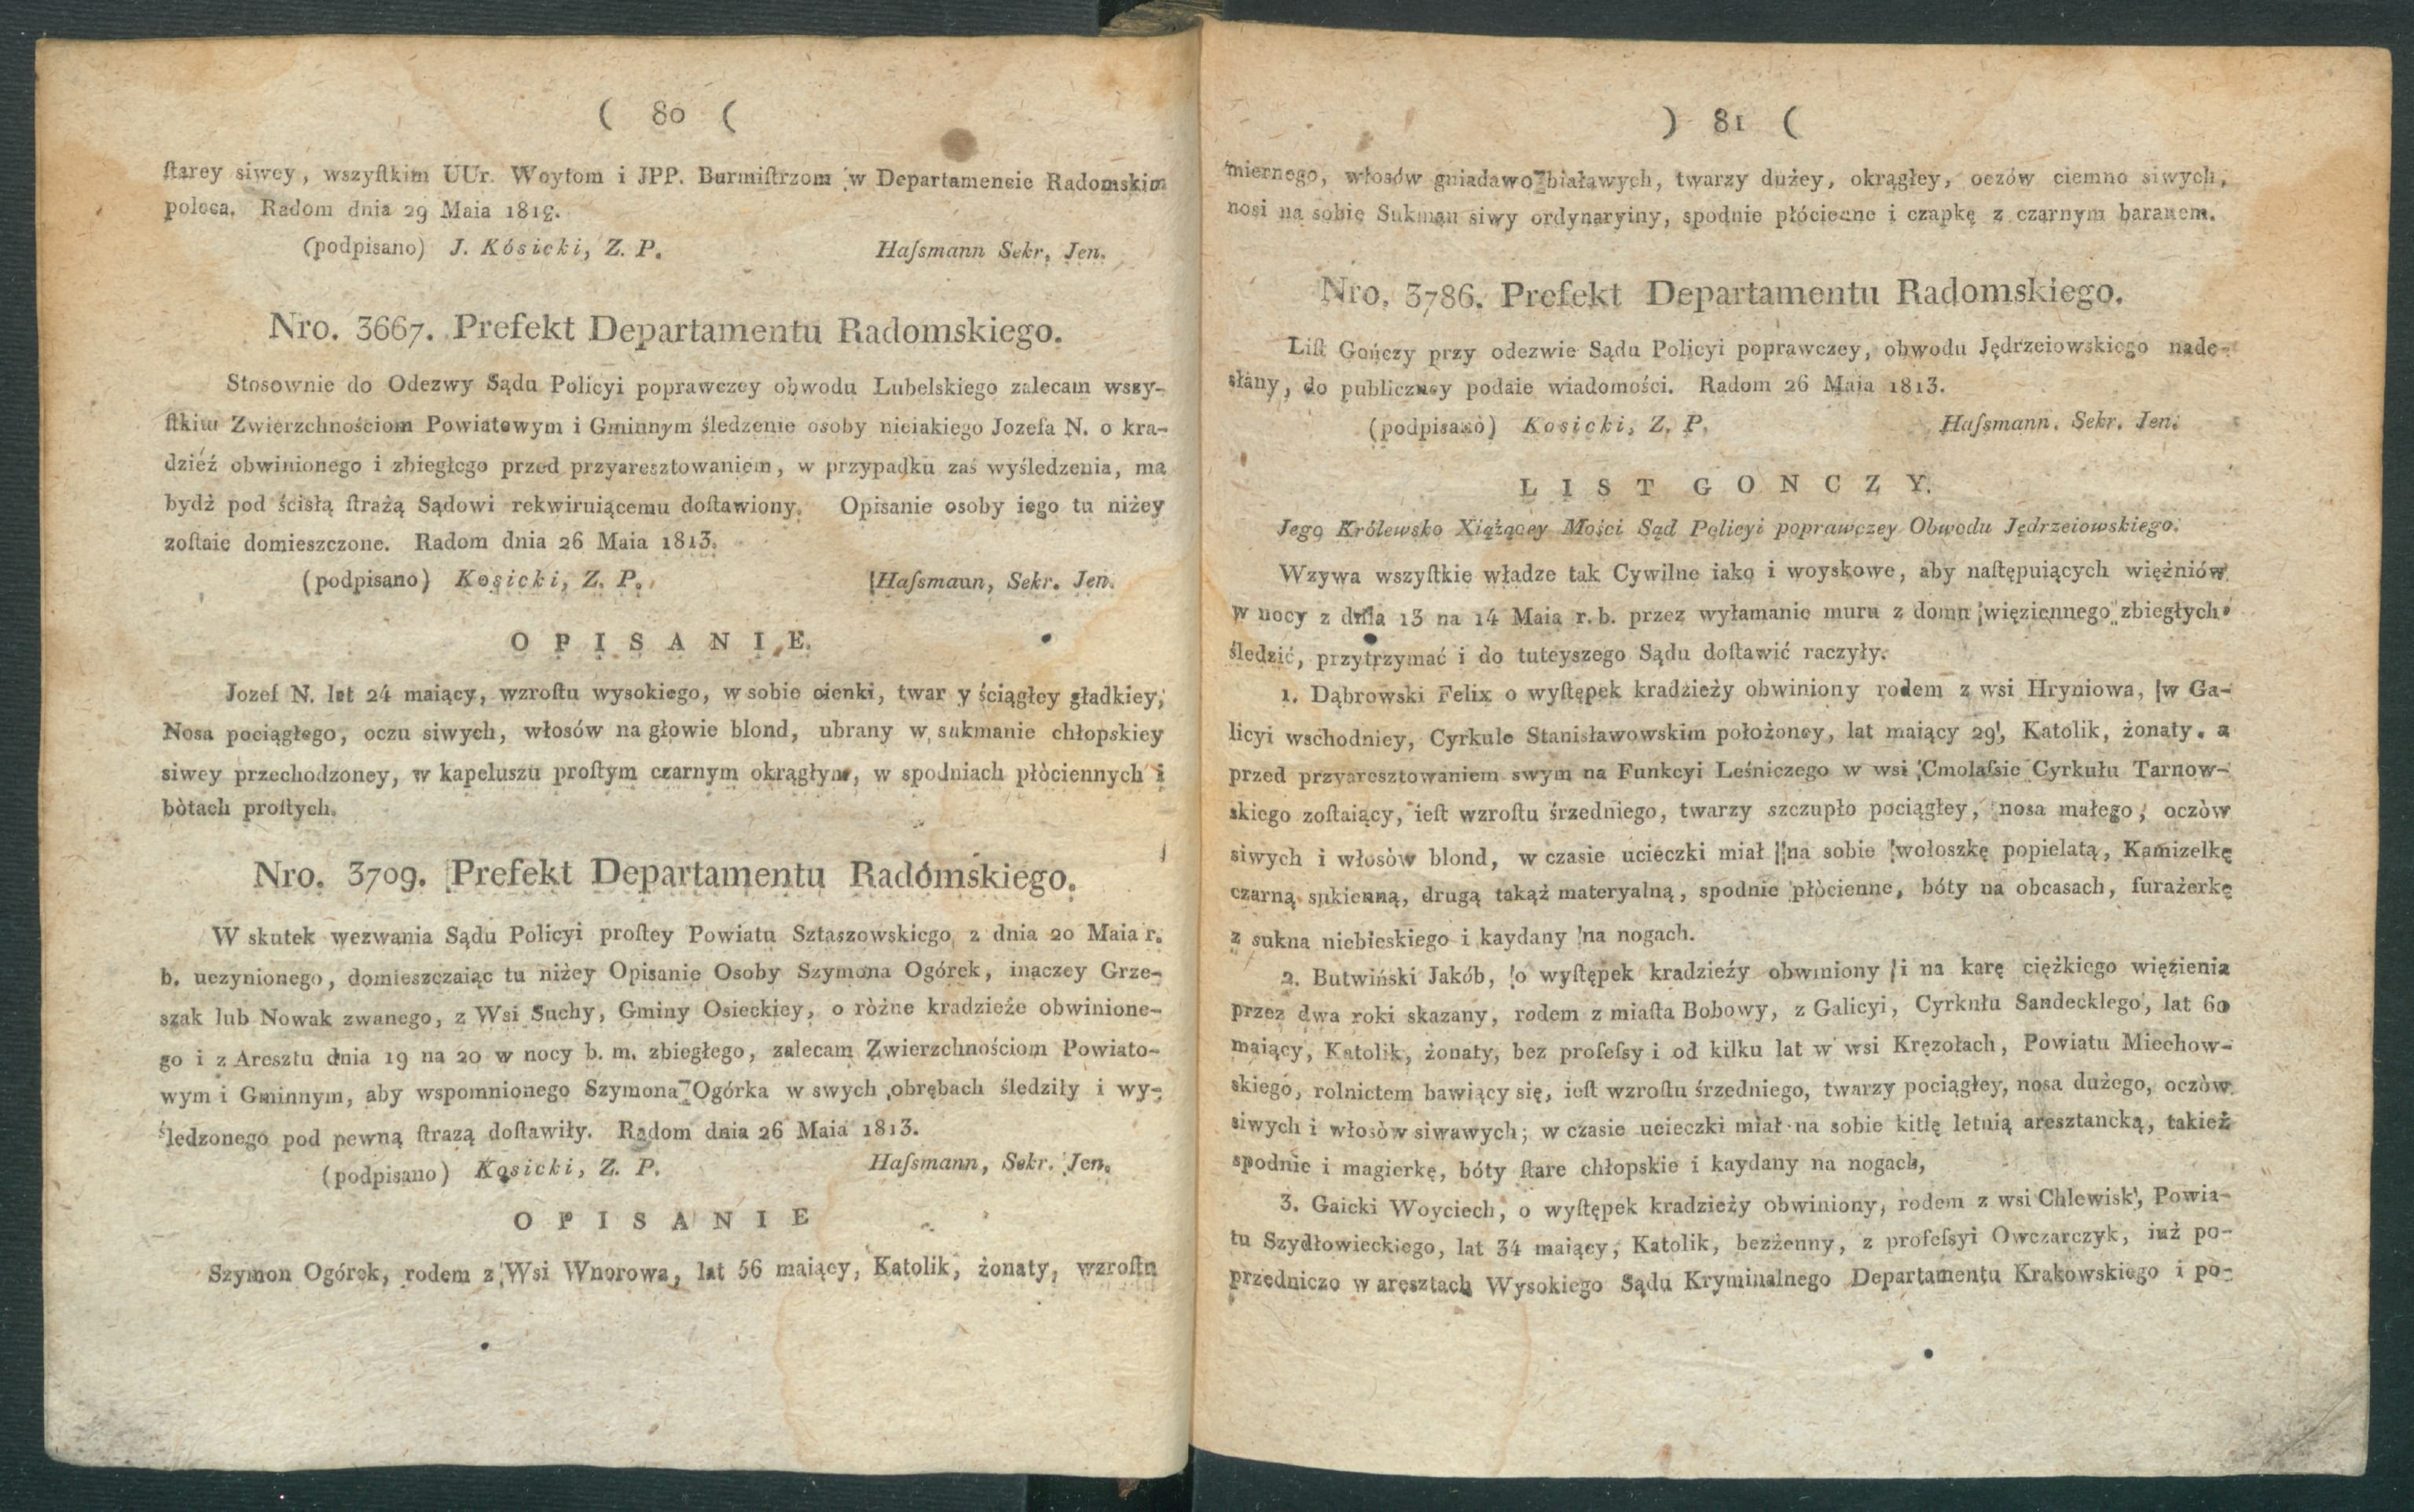 ( 80 (
starey siwey, wszystkim UUr. Woytom i JPP. Burmistrzom w Departamencie Radomskim
poleca. Radom dnia 29 Maia 1813.
(podpisano) J. Kósicki, Z. P. Hassmann Sekr. Jen.
Nro. 3667. Prefekt Departamentu Radomskiego.
Stosownie do Odezwy Sądu Policyi poprawczey obwodu Lubelskiego zalecam wszy-
stkim Zwierzchnościom Powiatowym i Gminnym śledzenie osoby nieiakiego Jozefa N. o kra-
dzież obwinionego i zbiegłego przed przyaresztowaniem, w przypadku zaś wyśledzenia, ma
bydż pod ścisłą strażą Sądowi rekwiruiącemu dostawiony. Opisanie osoby iego tu niżey
zostaie domieszczone. Radom dnia 26 Maia 1813.
(podpisano) Kosicki, Z. P. Hassmaun, Sekr. Jen.
OPISANIE.
Jozef N. lat 24 maiący, wzrostu wysokiego, w sobie cienki, twar y ściągłey gładkiey,
Nosa pociągłego, oczu siwych, włosów na głowie blond, ubrany w sukmanie chłopskiey
siwey przechodzoney, w kapeluszu prostym czarnym okrągłym, w spodniach płòciennych i
bòtach prostych.
Nro. 3709. Prefekt Departamentu Radómskiego.
W skutek wezwania Sądu Policyi prostey Powiatu Sztaszowskiego z dnia 20 Maia r.
b. uczynionego, domieszczaiąc tu niżey Opisanie Osoby Szymona Ogórek, inaczey Grze-
szak lub Nowak zwanego, z Wsi Suchy, Gminy Osieckiey, o ròżne kradzieże obwinione-
go i z Aresztu dnia 19 na 20 w nocy b. m. zbiegłego, zalecam Zwierzchnościom Powiato-
wym i Gminnym, aby wspomnionego Szymona Ogórka w swych obrębach śledziły i wy-
śledzonego pod pewną strazą dostawiły. Radom dnia 26 Maia 1813.
(podpisano) Kosicki, Z. P. Hassmann, Sekr. Jen.
OPISANIE
Szymon Ogórek, rodem z Wsi Wnorowa, lat 56 maiący, Katolik, żonaty, wzrostu
) 81 (
miernego, włosów gniadawo białawych, twarzy dużey, okrągłey, oczów ciemno siwych,
nosi na sobie Sukman siwy ordynaryiny, spodnie płócienne i czapkę z czarnym baranem.
Nro. 3786. Prefekt Departamentu Radomskiego.
List Gończy przy odezwie Sądu Policyi poprawczey, obwodu Jędrzeiowskiego nade-
słany, do publiczney podaie wiadomości. Radom 26 Maia 1813.
(podpisano) Kosicki, Z. P. Hassmann. Sekr. Jen.
LIST GONCZY.
Jego Królewsko Xiążącey Mości Sąd Policyi poprawczey Obwodu Jędrzeiowskiego.
Wzywa wszystkie władze tak Cywilne iako i woyskowe, aby następuiących więźniów
w nocy z dnia 13 na 14 Maia r. b. przez wyłamanie muru z domu więziennego zbiegłych
śledzić, przytrzymać i do tuteyszego Sądu dostawić raczyły.
1. Dąbrowski Felix o występek kradzieży obwiniony rodem z wsi Hryniowa, w Ga-
licyi wschodniey, Cyrkule Stanisławowskim położoney, lat maiący 29, Katolik, żonaty. a
przed przyaresztowaniem swym na Funkcyi Leśniczego w wsi Cmolassie Cyrkułu Tarnow-
skiego zostaiący, iest wzrostu śrzedniego, twarzy szczupło pociągłey, nosa małego, oczòw
siwych i włosòw blond, w czasie ucieczki miał na sobie wołoszkę popielatą, Kamizelkę
czarną sukienną, drugą takąż materyalną, spodnie płòcienne, bóty na obcasach, furażerkę
z sukna niebieskiego i kaydany na nogach.
2. Butwiński Jakób, o występek kradzieży obwiniony i na karę ciężkiego więzienia
przez dwa roki skazany, rodem z miasta Bobowy, z Galicyi, Cyrkułu Sandeckiego, lat 60
maiący, Katolik, żonaty, bez professyi od kilku lat w wsi Kręzołach, Powiatu Miechow-
skiego, rolnictem bawiący się, iest wzrostu śrzedniego, twarzy pociągłey, nosa dużego, oczòw
siwych i włosòw siwawych; w czasie ucieczki miał na sobie kitlę letnią aresztancką, takież
spodnie i magierkę, bóty stare chłopskie i kaydany na nogach,
3. Gaicki Woyciech, o występek kradzieży obwiniony, rodem z wsi Chlewisk, Powia-
tu Szydłowieckiego, lat 34 maiący, Katolik, bezżenny, z professyi Owczarczyk, iuż po-
przedniczo w aresztach Wysokiego Sądu Kryminalnego Departamentu Krakowskiego i po-